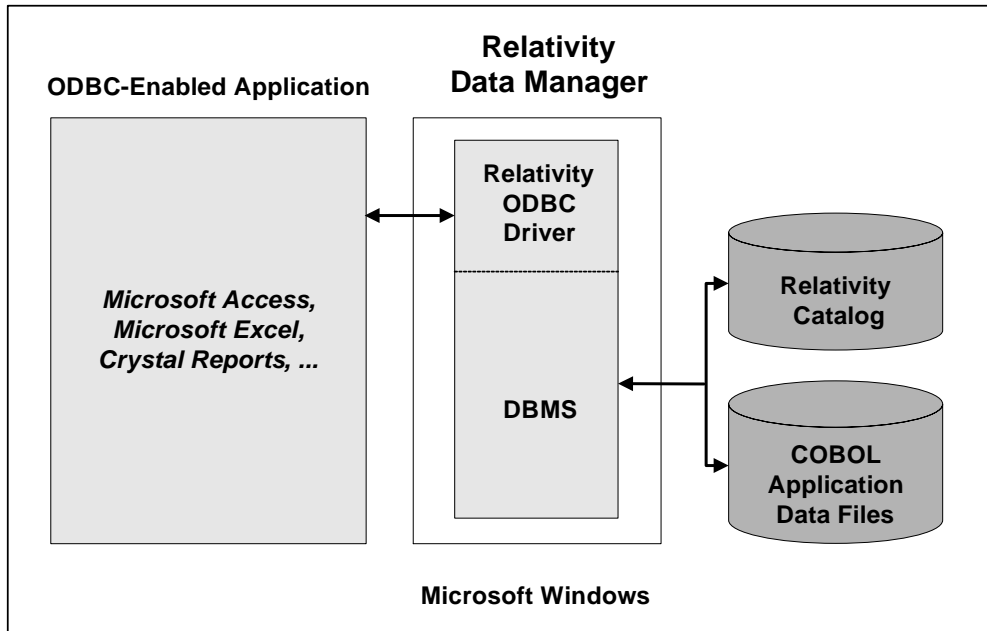 Relativity
Data Manager
ODBC-Enabled Application
Microsoft Access,
Microsoft Excel,
Crystal Reports, ...
Relativity
ODBC
Driver
DBMS
Relativity
Catalog
COBOL
Application
Data Files
Microsoft Windows